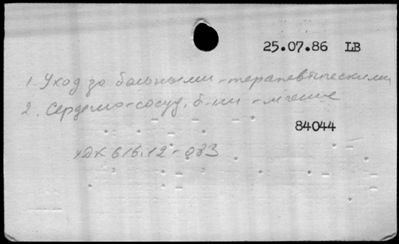 25.07.86 LB
1. Уход за больными - терапевтическими
2. Сердечно-сосуд. б-ни - лечение
84044
УДК 616.12-083